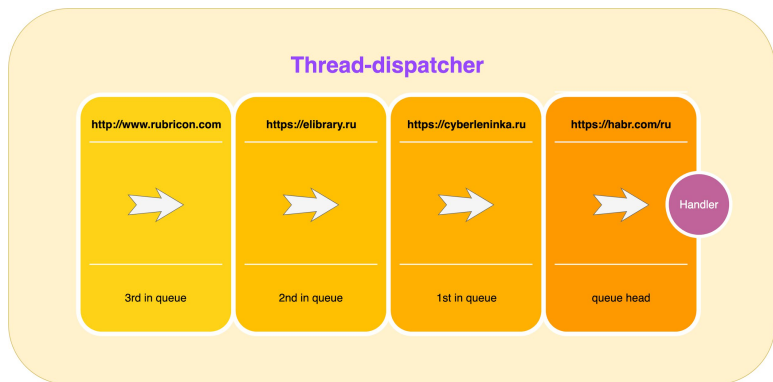 Thread-dispatcher
http://www.rubricon.com
https://elibrary.ru
https://cyberleninka.ru
https://habr.com/ru
Handler
3rd in queue
2nd in queue
1st in queue
queue head